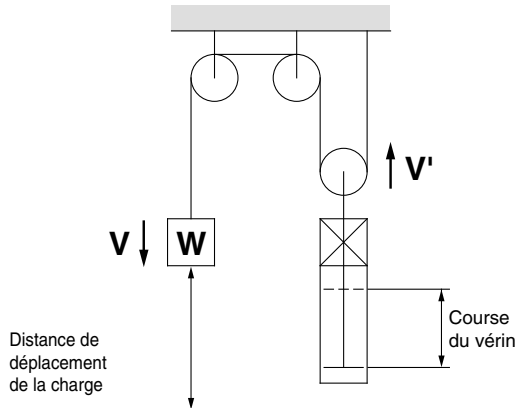 V'
V
W
Distance de
déplacement
de la charge
Course
du vérin